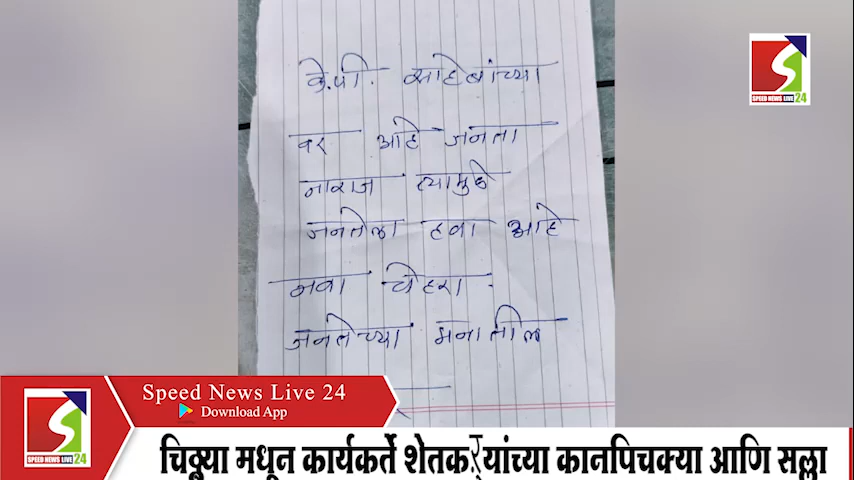 के.पी. साहेबांच्या
वर आहे जनता
नाराज त्यामुळे
जनतेला हवा आहे
नवा चेहरा.
जनतेच्या मनातील
SPEED NEWS LIVE 24
Speed News Live 24
Download App
SPEED NEWS LIVE 24
चिठ्ठ्या मधून कार्यकर्ते शेतकऱ्यांच्या कानपिचक्या आणि सल्ला